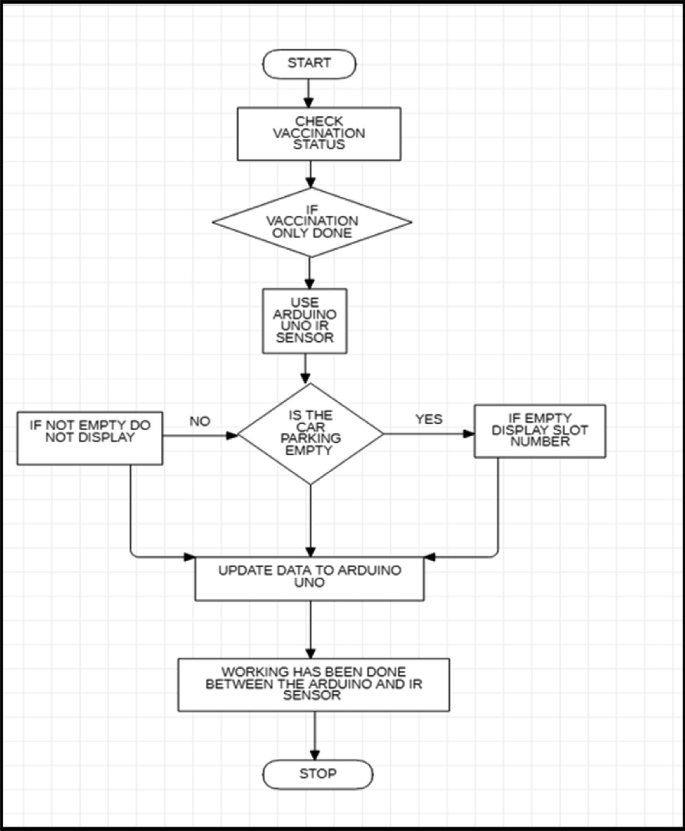 START
CHECK
VACCINATION
STATUS
IF
VACCINATION
ONLY DONE
USE
ARDUINO
UNO IR
SENSOR
IF NOT EMPTY DO
NOT DISPLAY
NO
IS THE
CAR
PARKING
EMPTY
YES
IF EMPTY
DISPLAY SLOT
NUMBER
UPDATE DATA TO ARDUINO
UNO
WORKING HAS BEEN DONE
BETWEEN THE ARDUINO AND IR
SENSOR
STOP